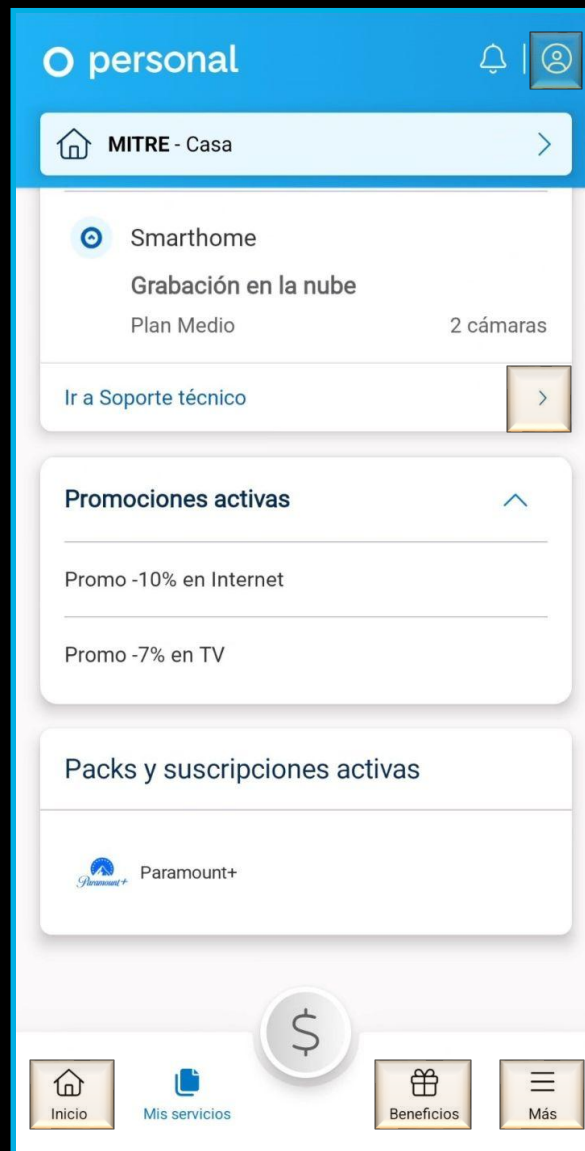 personal
MITRE - Casa
Smarthome
Grabación en la nube
Plan Medio 2 cámaras
Ir a Soporte técnico
Promociones activas
Promo -10% en Internet
Promo -7% en TV
Packs y suscripciones activas
Paramount+ Paramount+
$
Inicio Mis servicios Beneficios Más